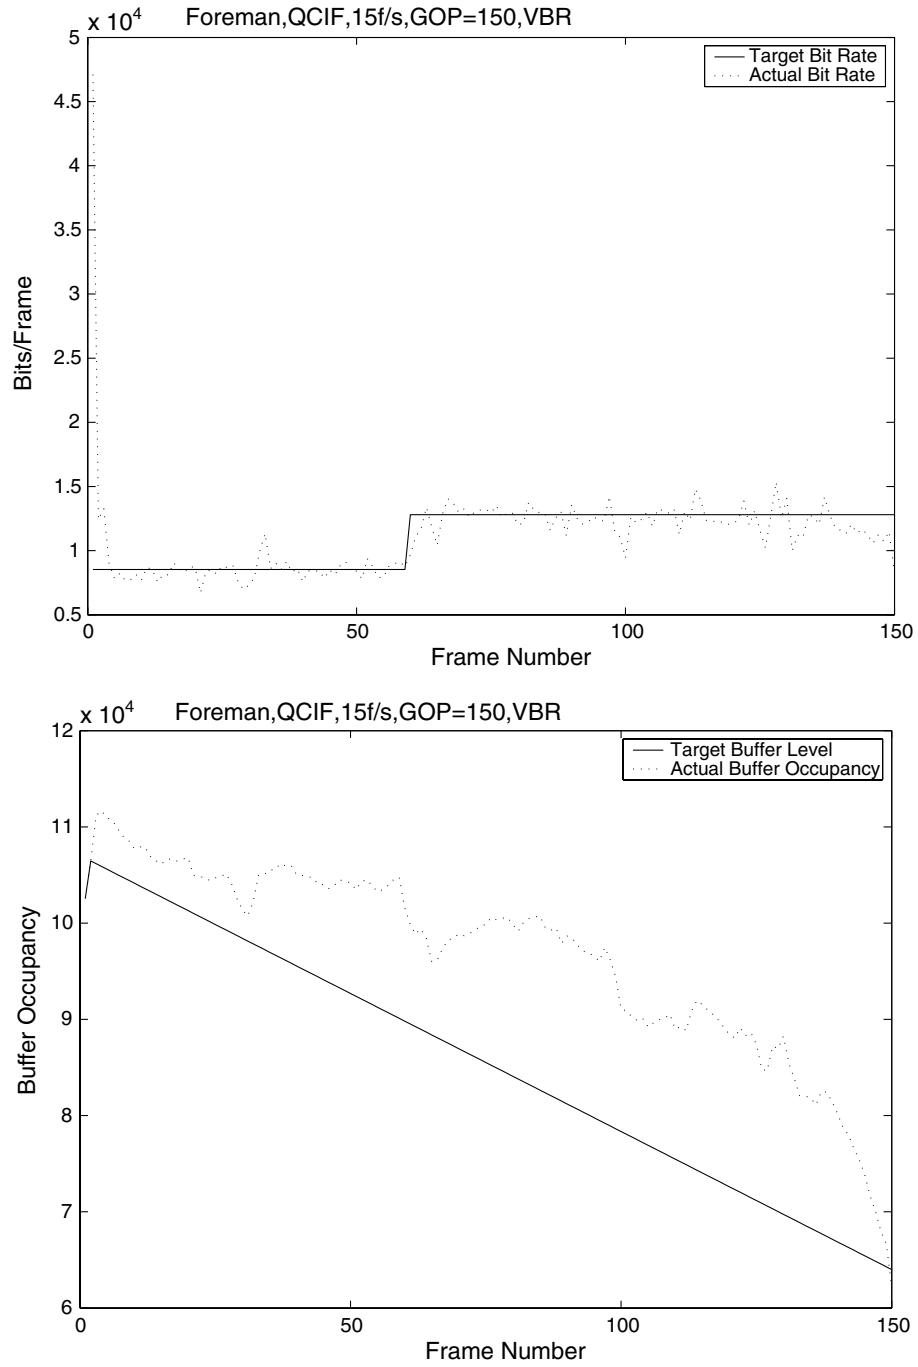 x 10^4
Foreman,QCIF,15f/s,GOP=150,VBR
5
4.5
4
3.5
3
2.5
2
1.5
1
0.5
Bits/Frame
Target Bit Rate
Actual Bit Rate
0
50
100
150
Frame Number
x 10^4
Foreman,QCIF,15f/s,GOP=150,VBR
12
11
10
9
8
7
6
Buffer Occupancy
Target Buffer Level
Actual Buffer Occupancy
0
50
100
150
Frame Number